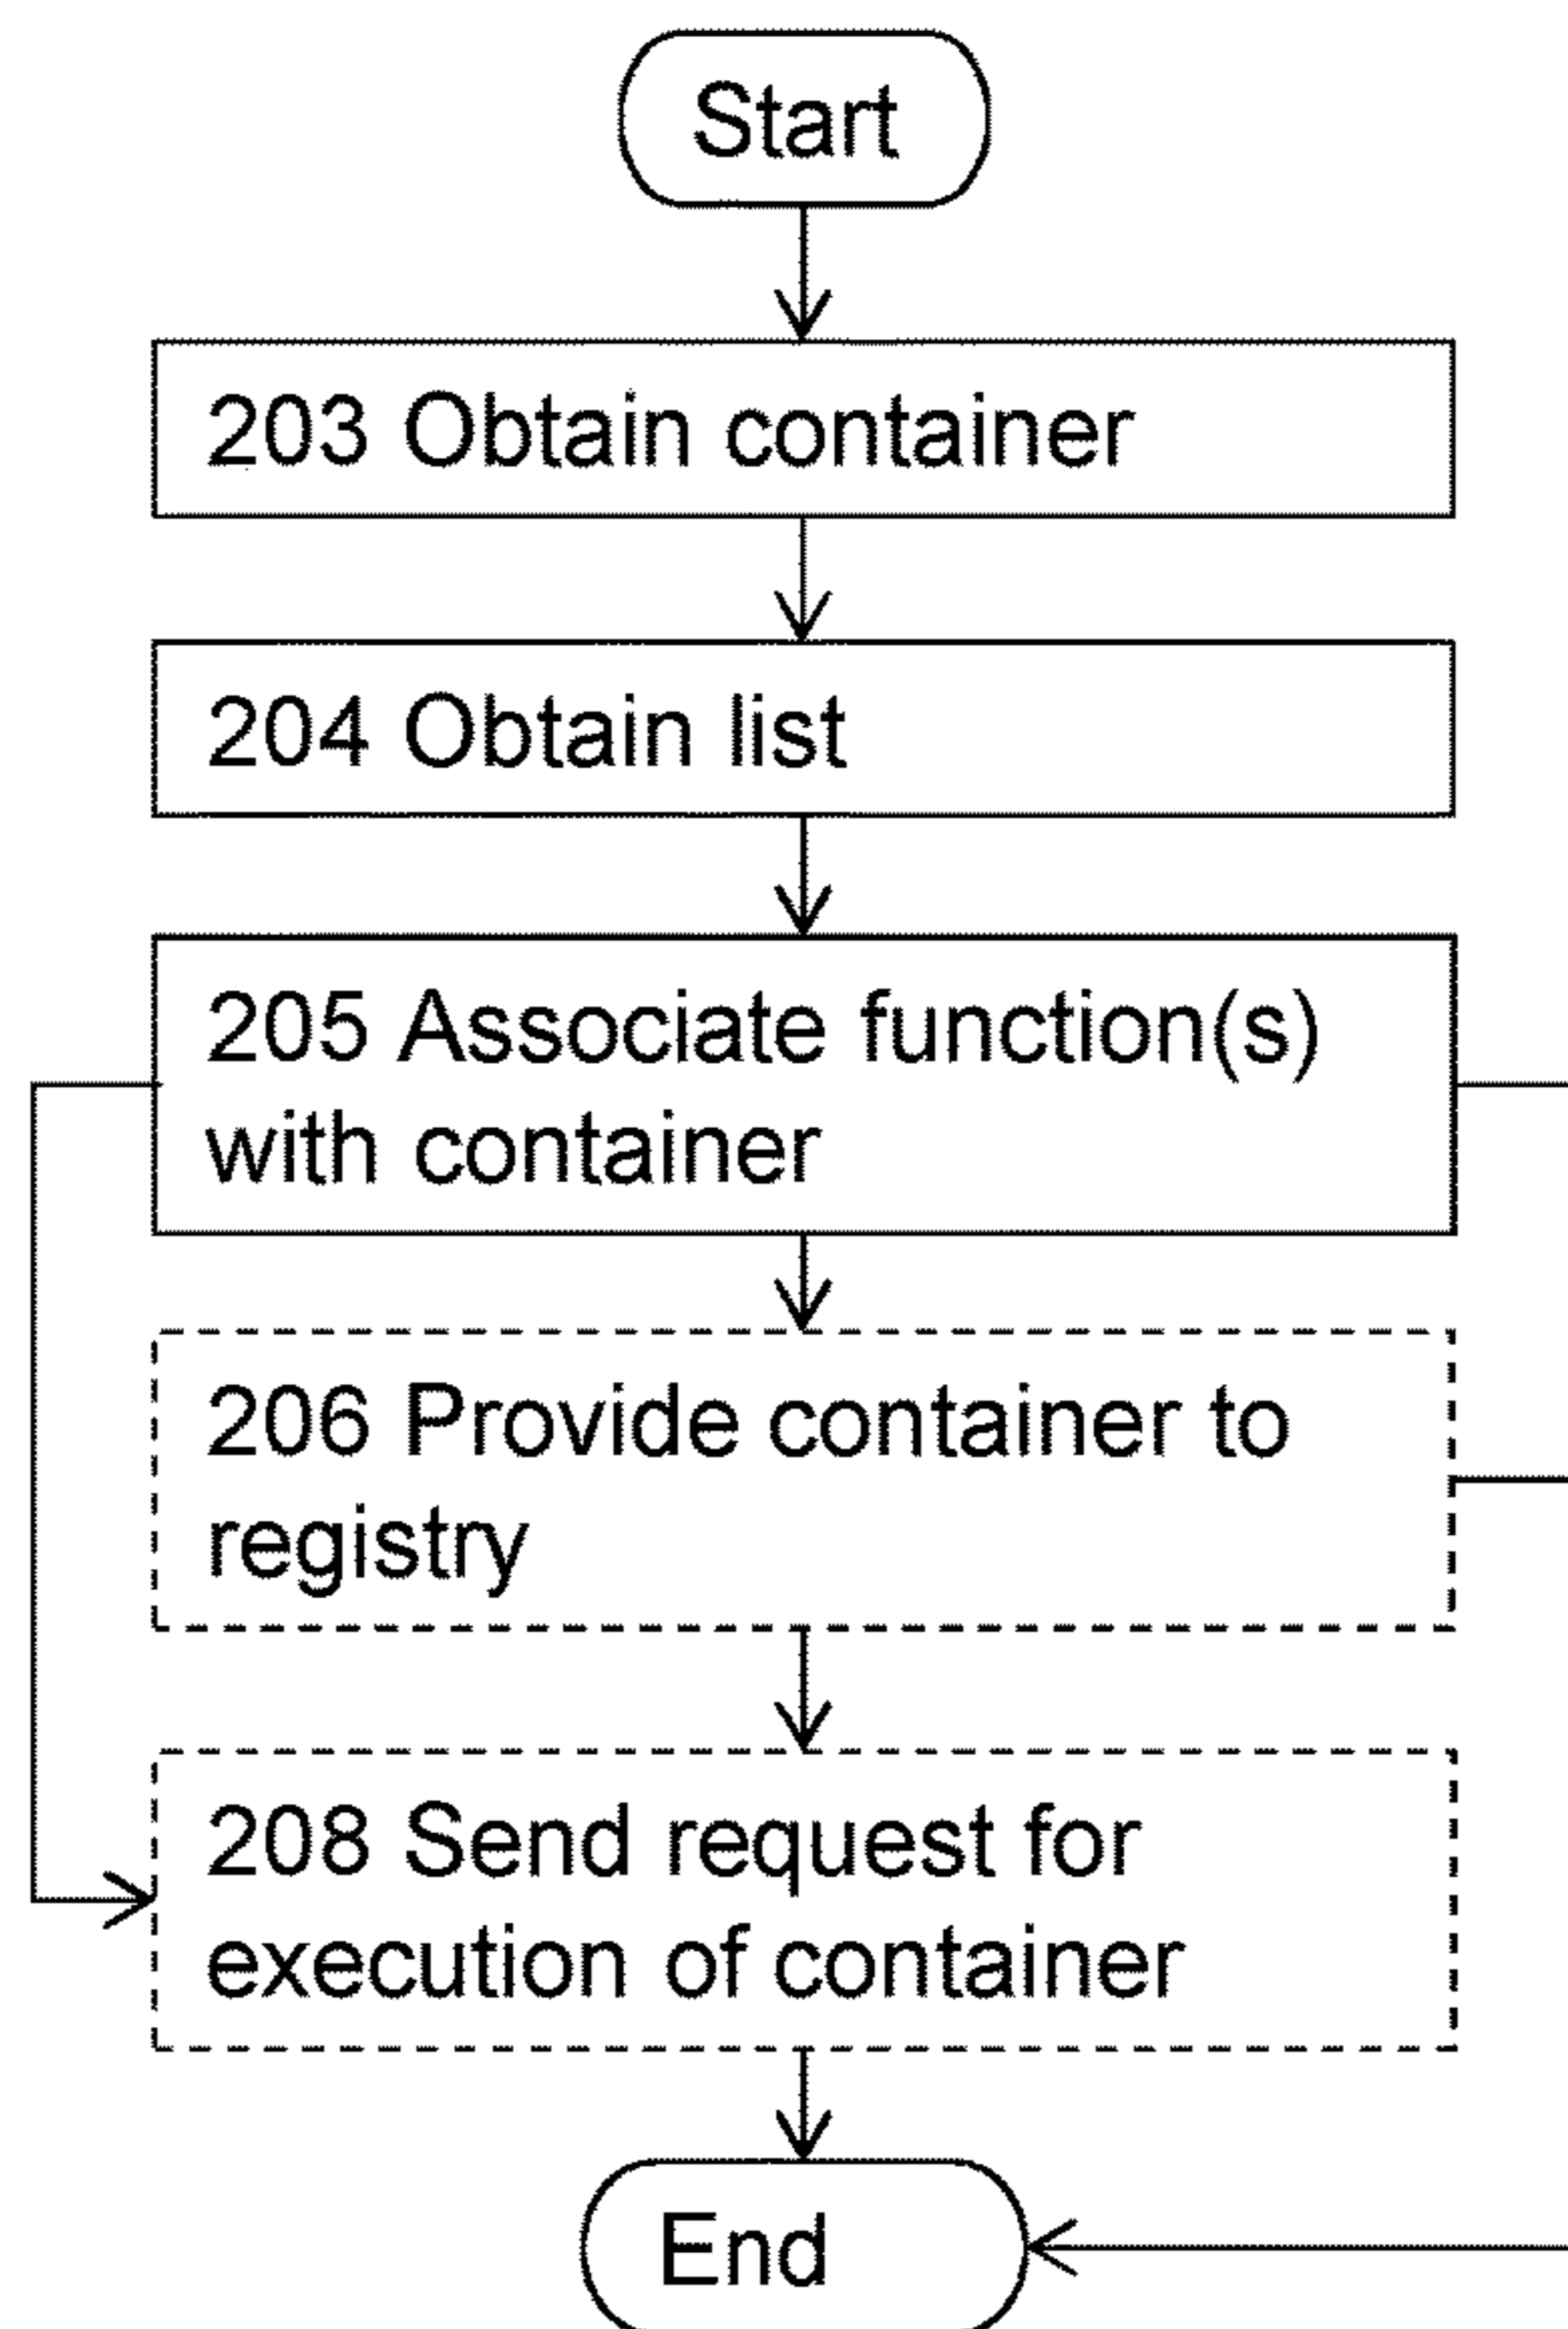 Start
203 Obtain container
204 Obtain list
205 Associate function(s)
with container
206 Provide container to
registry
208 Send request for
execution of container
End